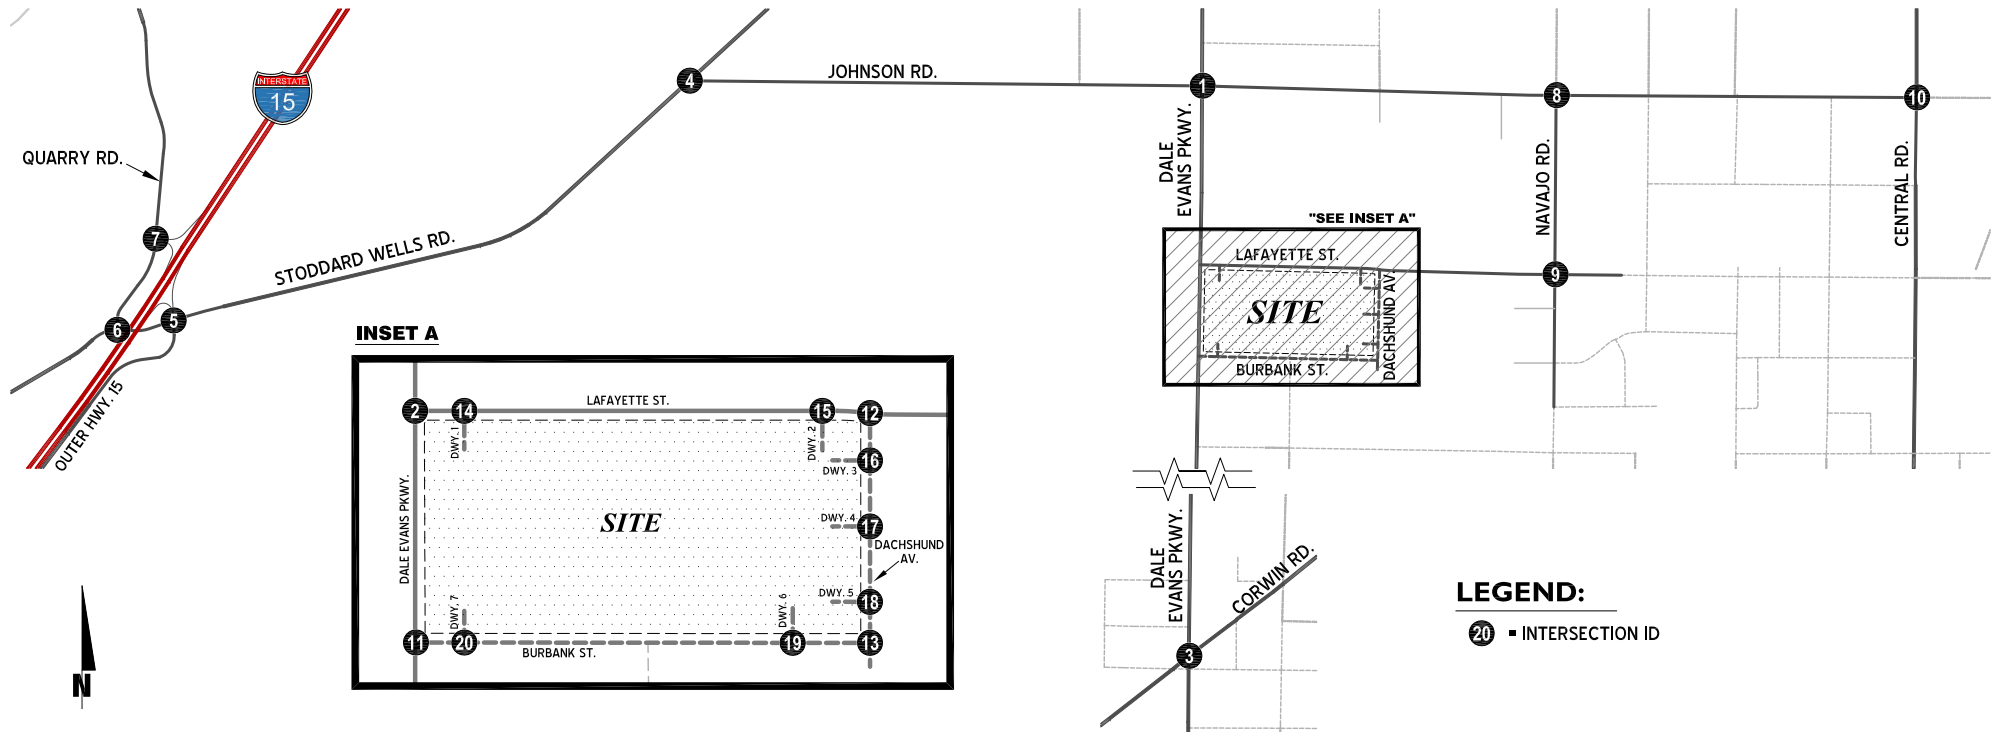 INTERSTATE
15
QUARRY RD.
STODDARD WELLS RD.
OUTER HWY. 15
JOHNSON RD.
DALE
EVANS PKWY.
NAVAJO RD.
CENTRAL RD.
4
1
8
10
7
6
5
9
"SEE INSET A"
LAFAYETTE ST.
SITE
DACHSHUND AV.
BURBANK ST.
INSET A
2
14
LAFAYETTE ST.
15
12
DWY. 1
DWY. 2
DWY. 3
16
DALE EVANS PKWY.
SITE
DWY. 4
17
DACHSHUND
AV.
DWY. 5
18
DWY. 7
DWY. 6
11
20
BURBANK ST.
19
13
DALE
EVANS PKWY.
CORWIN RD.
3
LEGEND:
20 = INTERSECTION ID
N